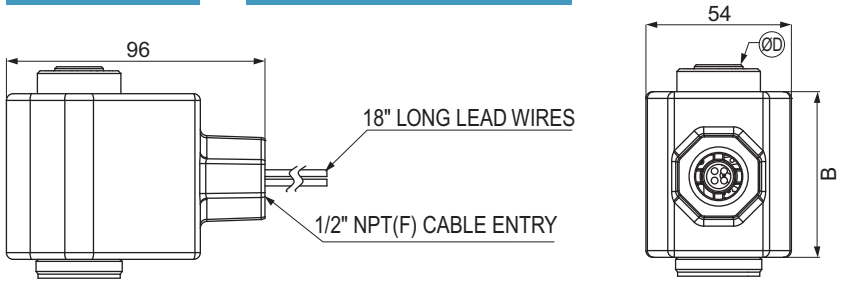 96
54
ØD
18" LONG LEAD WIRES
B
1/2" NPT(F) CABLE ENTRY